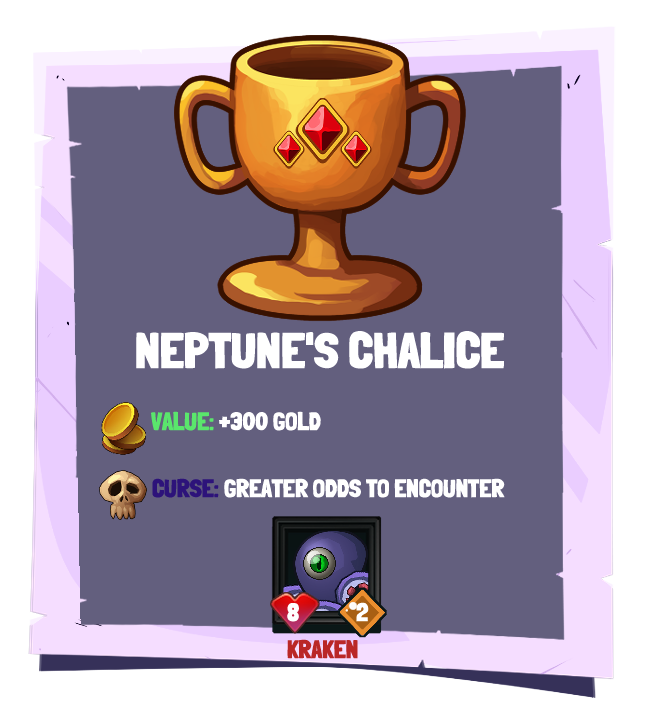 NEPTUNE'S CHALICE
VALUE: +300 GOLD
CURSE: GREATER ODDS TO ENCOUNTER
8 2
KRAKEN